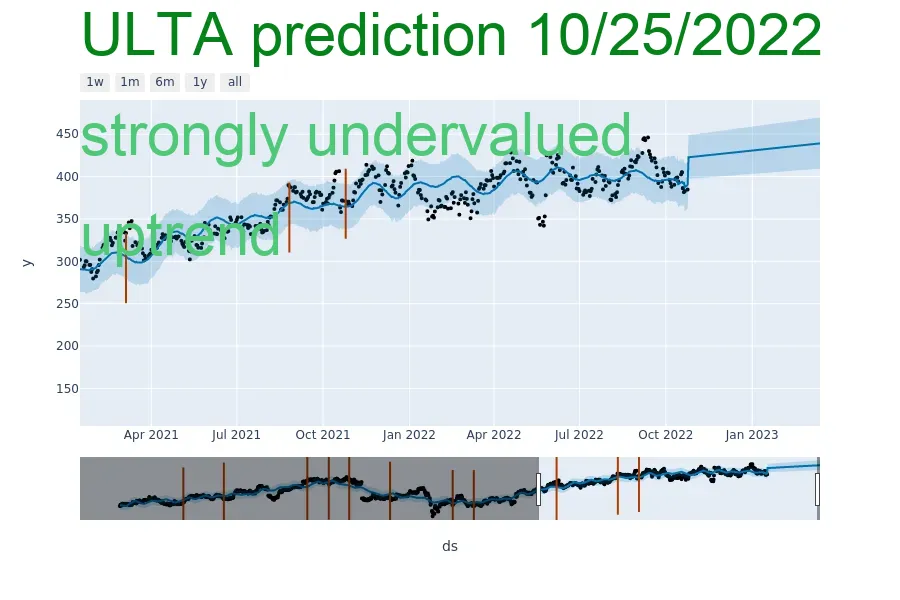 ULTA prediction 10/25/2022
1w 1m 6m 1y all
strongly undervalued
uptrend
450
400
350
300
250
200
150
y
Apr 2021 Jul 2021 Oct 2021 Jan 2022 Apr 2022 Jul 2022 Oct 2022 Jan 2023
ds